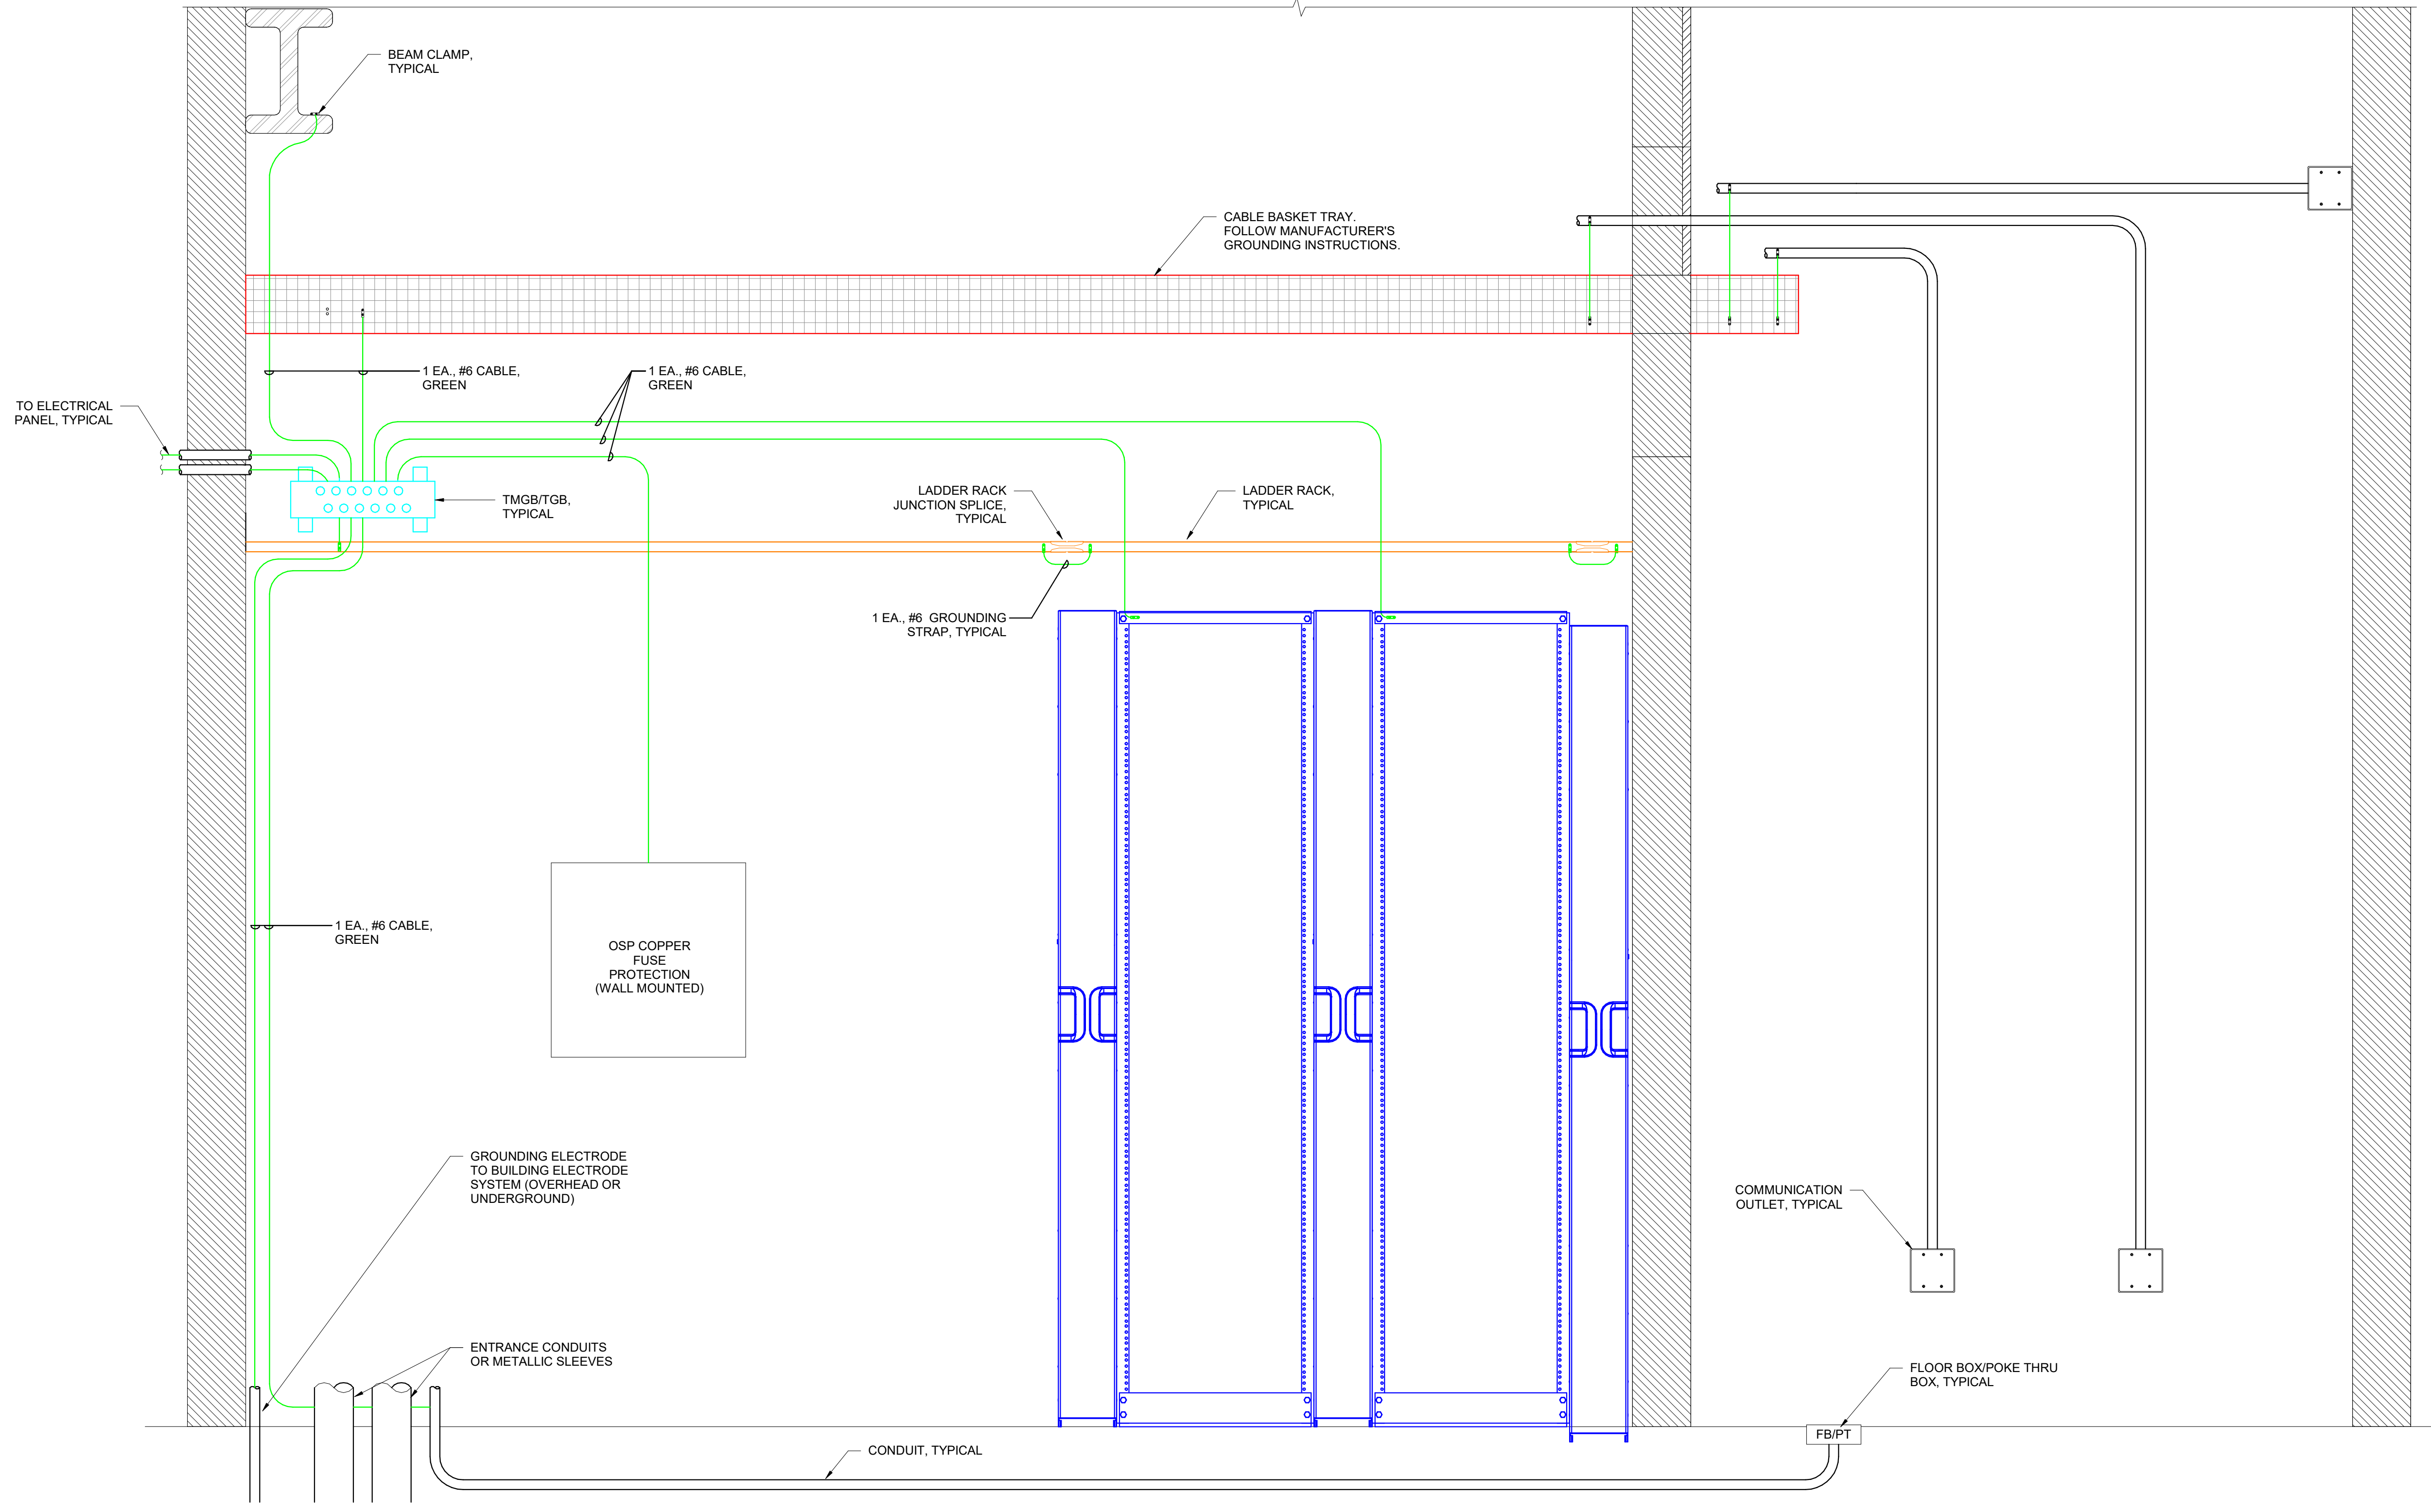 BEAM CLAMP,
TYPICAL
CABLE BASKET TRAY.
FOLLOW MANUFACTURER'S
GROUNDING INSTRUCTIONS.
1 EA., #6 CABLE,
GREEN
1 EA., #6 CABLE,
GREEN
TO ELECTRICAL
PANEL, TYPICAL
TMGB/TGB,
TYPICAL
LADDER RACK
JUNCTION SPLICE,
TYPICAL
LADDER RACK,
TYPICAL
1 EA., #6 GROUNDING
STRAP, TYPICAL
1 EA., #6 CABLE,
GREEN
OSP COPPER
FUSE
PROTECTION
(WALL MOUNTED)
GROUNDING ELECTRODE
TO BUILDING ELECTRODE
SYSTEM (OVERHEAD OR
UNDERGROUND)
COMMUNICATION
OUTLET, TYPICAL
ENTRANCE CONDUITS
OR METALLIC SLEEVES
FLOOR BOX/POKE THRU
BOX, TYPICAL
FB/PT
CONDUIT, TYPICAL